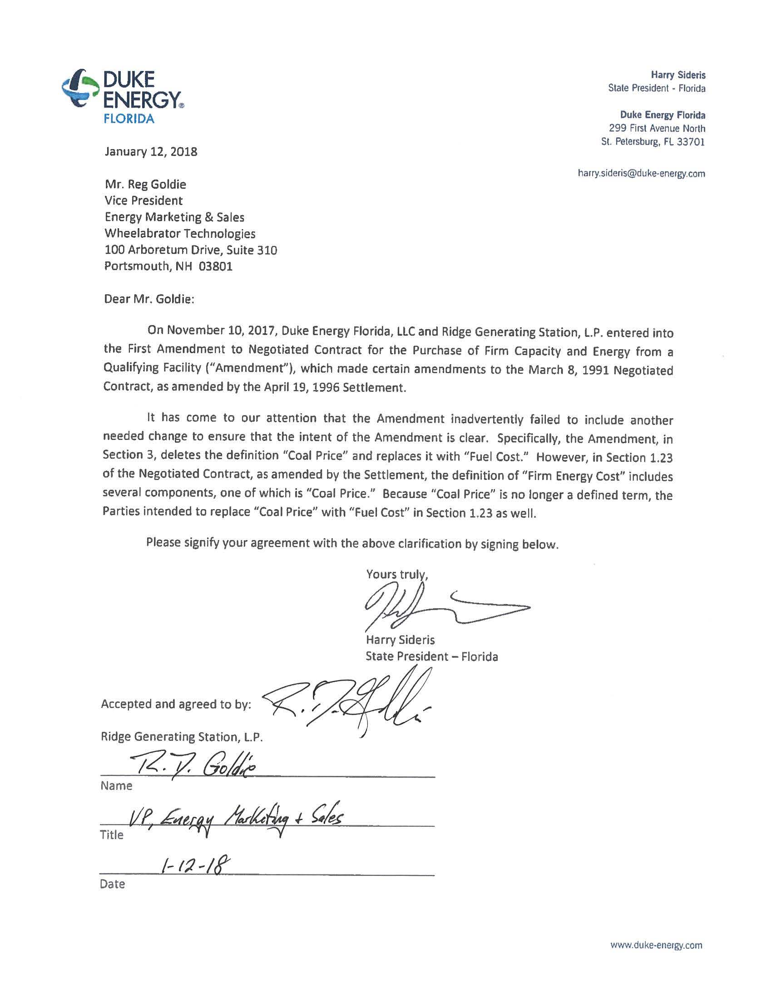 DUKE
ENERGY®
FLORIDA
Harry Sideris
State President - Florida
Duke Energy Florida
299 First Avenue North
St. Petersburg, FL 33701
harry.sideris@duke-energy.com
January 12, 2018
Mr. Reg Goldie
Vice President
Energy Marketing & Sales
Wheelabrator Technologies
100 Arboretum Drive, Suite 310
Portsmouth, NH  03801
Dear Mr. Goldie:
On November 10, 2017, Duke Energy Florida, LLC and Ridge Generating Station, L.P. entered into
the First Amendment to Negotiated Contract for the Purchase of Firm Capacity and Energy from a
Qualifying Facility ("Amendment"), which made certain amendments to the March 8, 1991 Negotiated
Contract, as amended by the April 19, 1996 Settlement.
It has come to our attention that the Amendment inadvertently failed to include another
needed change to ensure that the intent of the Amendment is clear.  Specifically, the Amendment, in
Section 3, deletes the definition "Coal Price" and replaces it with "Fuel Cost."  However, in Section 1.23
of the Negotiated Contract, as amended by the Settlement, the definition of "Firm Energy Cost" includes
several components, one of which is "Coal Price."  Because "Coal Price" is no longer a defined term, the
Parties intended to replace "Coal Price" with "Fuel Cost" in Section 1.23 as well.
Please signify your agreement with the above clarification by signing below.
Yours truly,
Harry Sideris
State President – Florida
Accepted and agreed to by: R. D. Goldie
Ridge Generating Station, L.P.
R. D. Goldie
Name
VP, Energy Marketing + Sales
Title
1-12-18
Date
www.duke-energy.com